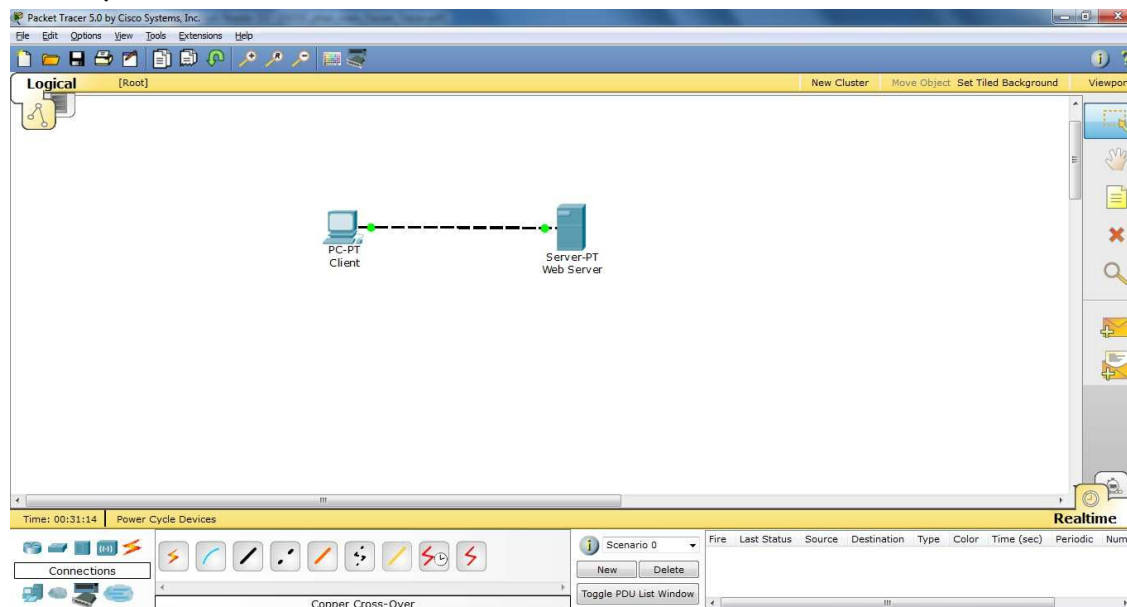 Packet Tracer 5.0 by Cisco Systems, Inc.
File Edit Options View Tools Extensions Help
Logical [Root] New Cluster Move Object Set Tiled Background Viewpor
PC-PT
Client
Server-PT
Web Server
Time: 00:31:14 Power Cycle Devices Realtime
Connections
Copper Cross-Over
Scenario 0
New Delete
Toggle PDU List Window
Fire Last Status Source Destination Type Color Time (sec) Periodic Num